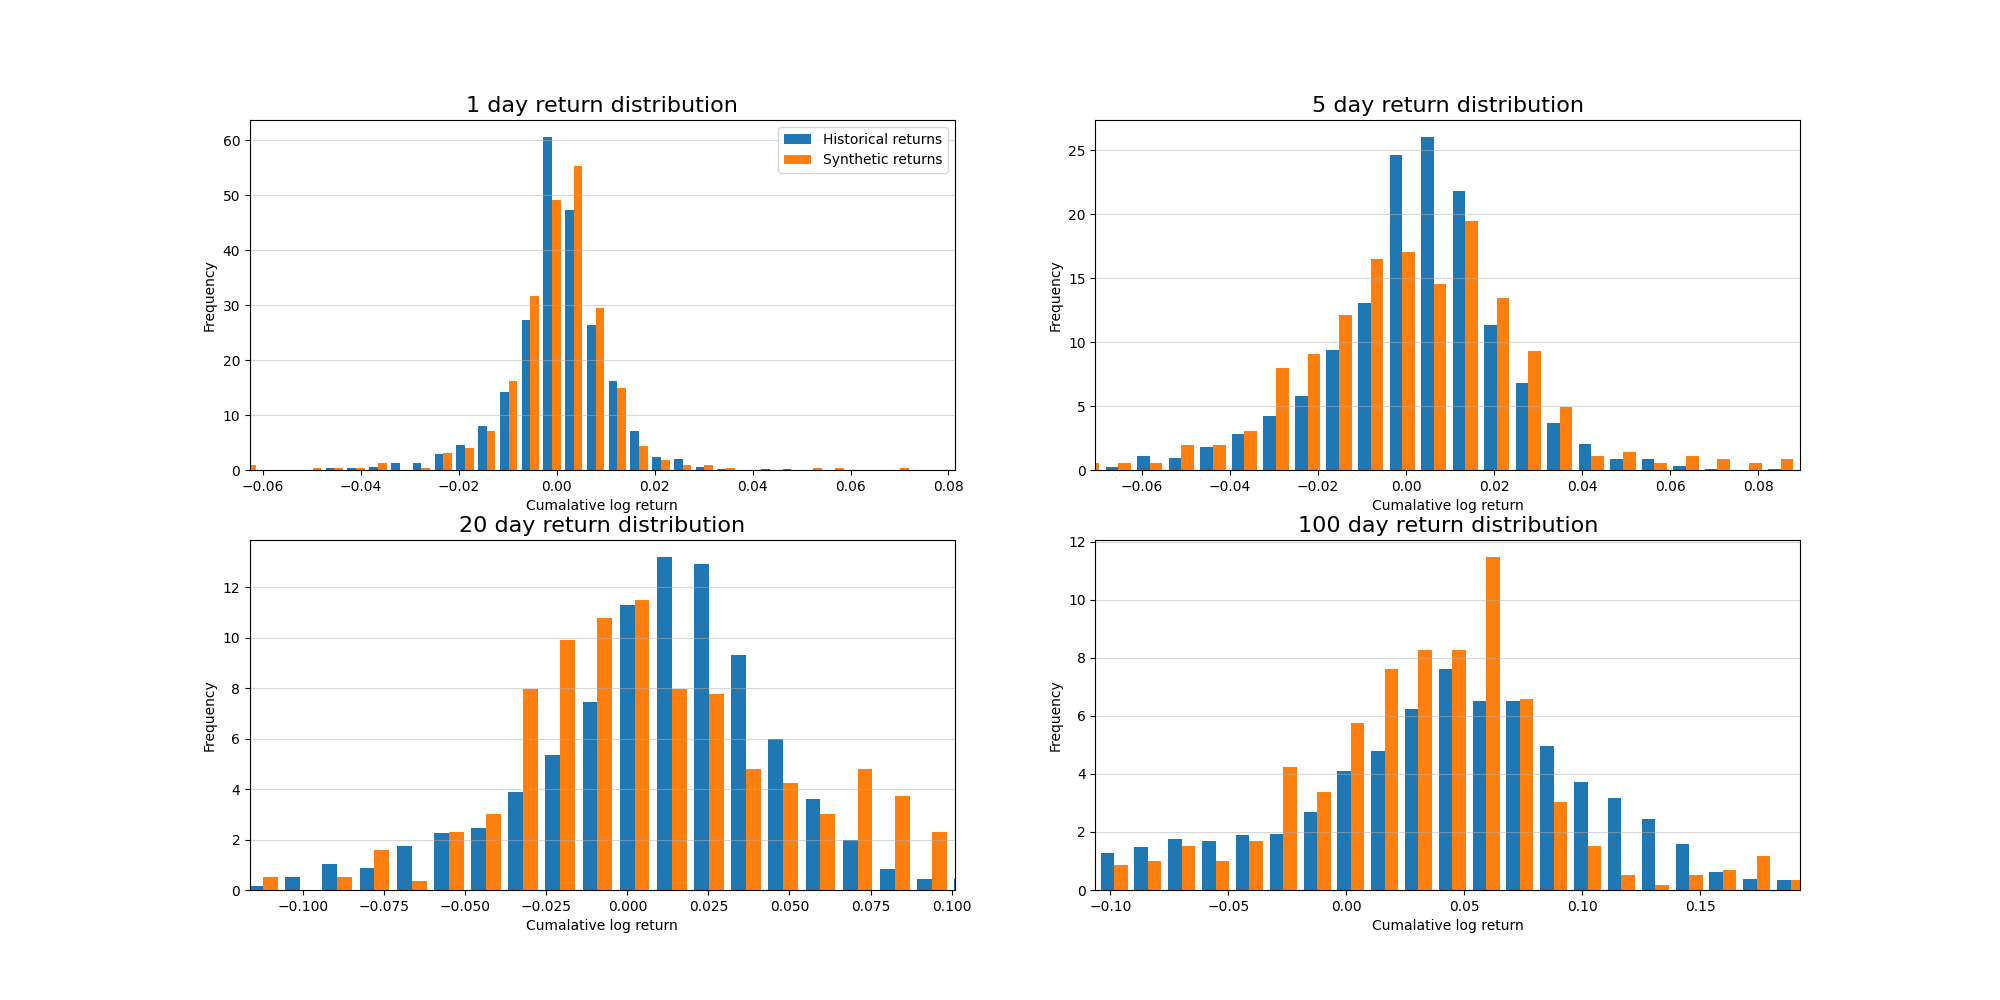 1 day return distribution
60
50
40
30
20
10
0
Frequency
Historical returns
Synthetic returns
−0.06 −0.04 −0.02 0.00 0.02 0.04 0.06 0.08
Cumalative log return
5 day return distribution
25
20
15
10
5
0
Frequency
−0.06 −0.04 −0.02 0.00 0.02 0.04 0.06 0.08
Cumalative log return
20 day return distribution
12
10
8
6
4
2
0
Frequency
−0.100 −0.075 −0.050 −0.025 0.000 0.025 0.050 0.075 0.100
Cumalative log return
100 day return distribution
12
10
8
6
4
2
0
Frequency
−0.10 −0.05 0.00 0.05 0.10 0.15
Cumalative log return